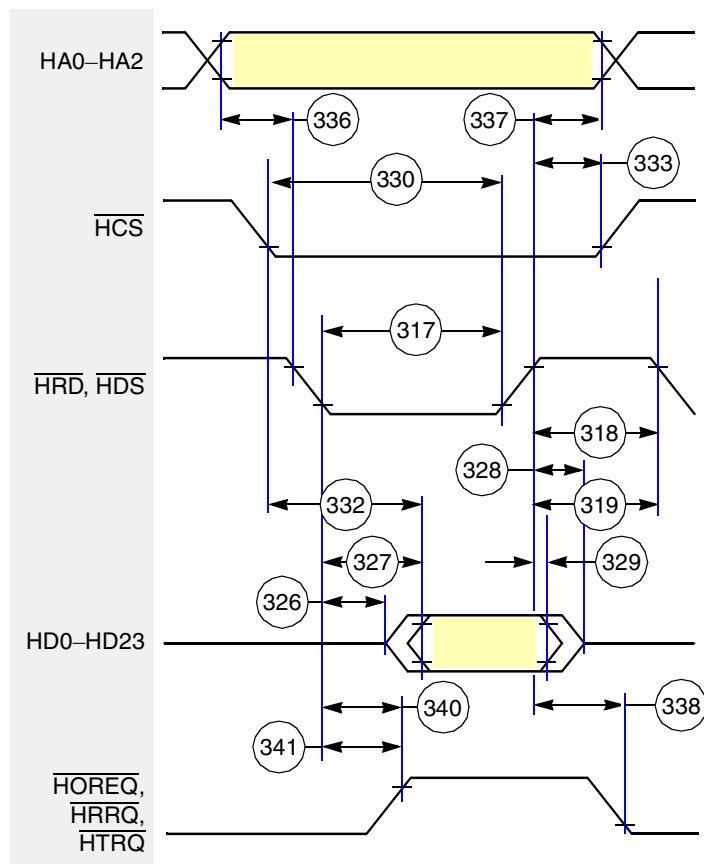 HA0–HA2
336
337
333
330
HCS
317
HRD, HDS
318
328
332
319
327
329
326
HD0–HD23
340
338
341
HOREQ,
HRRQ,
HTRQ